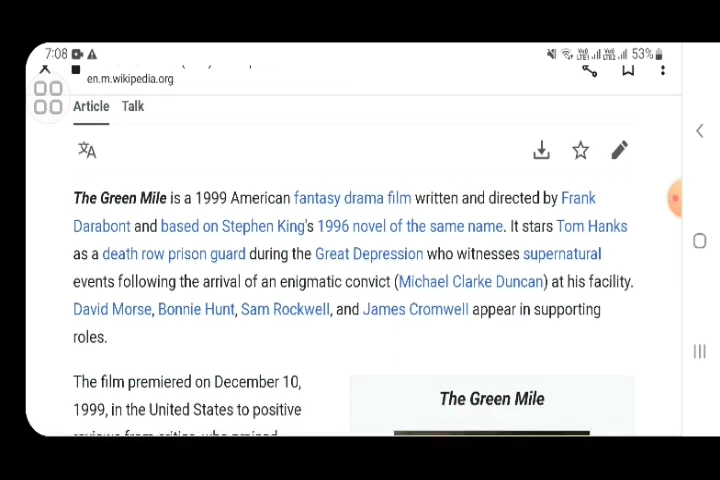 7:08
53%
en.m.wikipedia.org
Article Talk
The Green Mile is a 1999 American fantasy drama film written and directed by Frank
Darabont and based on Stephen King's 1996 novel of the same name. It stars Tom Hanks
as a death row prison guard during the Great Depression who witnesses supernatural
events following the arrival of an enigmatic convict (Michael Clarke Duncan) at his facility.
David Morse, Bonnie Hunt, Sam Rockwell, and James Cromwell appear in supporting
roles.
The film premiered on December 10,
1999, in the United States to positive
The Green Mile